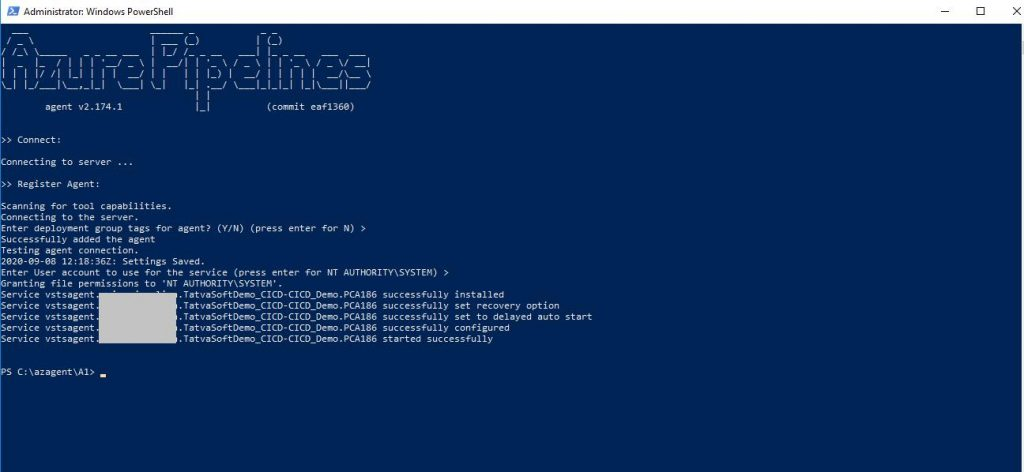 Administrator: Windows PowerShell
Azure Pipelines
agent v2.174.1 (commit eaf1360)
>> Connect:
Connecting to server ...
>> Register Agent:
Scanning for tool capabilities.
Connecting to the server.
Enter deployment group tags for agent? (Y/N) (press enter for N) >
Successfully added the agent
Testing agent connection.
2020-09-08 12:18:36Z: Settings Saved.
Enter User account to use for the service (press enter for NT AUTHORITY\SYSTEM) >
Granting file permissions to 'NT AUTHORITY\SYSTEM'.
Service vstsagent. .TatvaSoftDemo_CICD-CICD_Demo.PCA186 successfully installed
Service vstsagent. .TatvaSoftDemo_CICD-CICD_Demo.PCA186 successfully set recovery option
Service vstsagent. .TatvaSoftDemo_CICD-CICD_Demo.PCA186 successfully set to delayed auto start
Service vstsagent. .TatvaSoftDemo_CICD-CICD_Demo.PCA186 successfully configured
Service vstsagent. .TatvaSoftDemo_CICD-CICD_Demo.PCA186 started successfully
PS C:\azagent\A1>